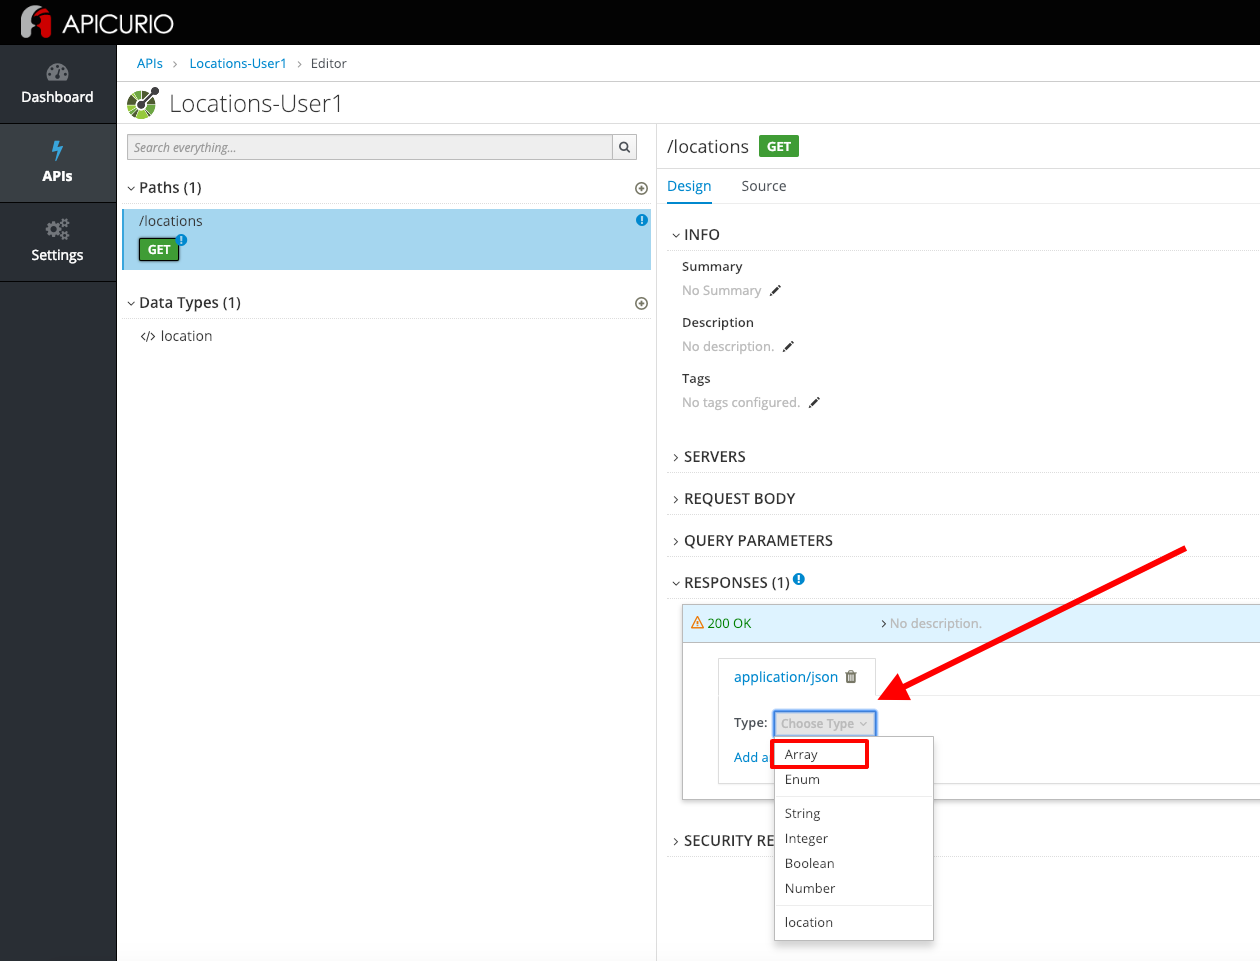 APICURIO
Dashboard
APIs
Settings
APIs › Locations-User1 › Editor
Locations-User1
Search everything...
Paths (1)
/locations
GET
Data Types (1)
</> location
/locations GET
Design Source
INFO
Summary
No Summary
Description
No description.
Tags
No tags configured.
SERVERS
REQUEST BODY
QUERY PARAMETERS
RESPONSES (1)
200 OK
No description.
application/json
Type: Choose Type
Add a
Array
Enum
String
Integer
Boolean
Number
location
SECURITY RE